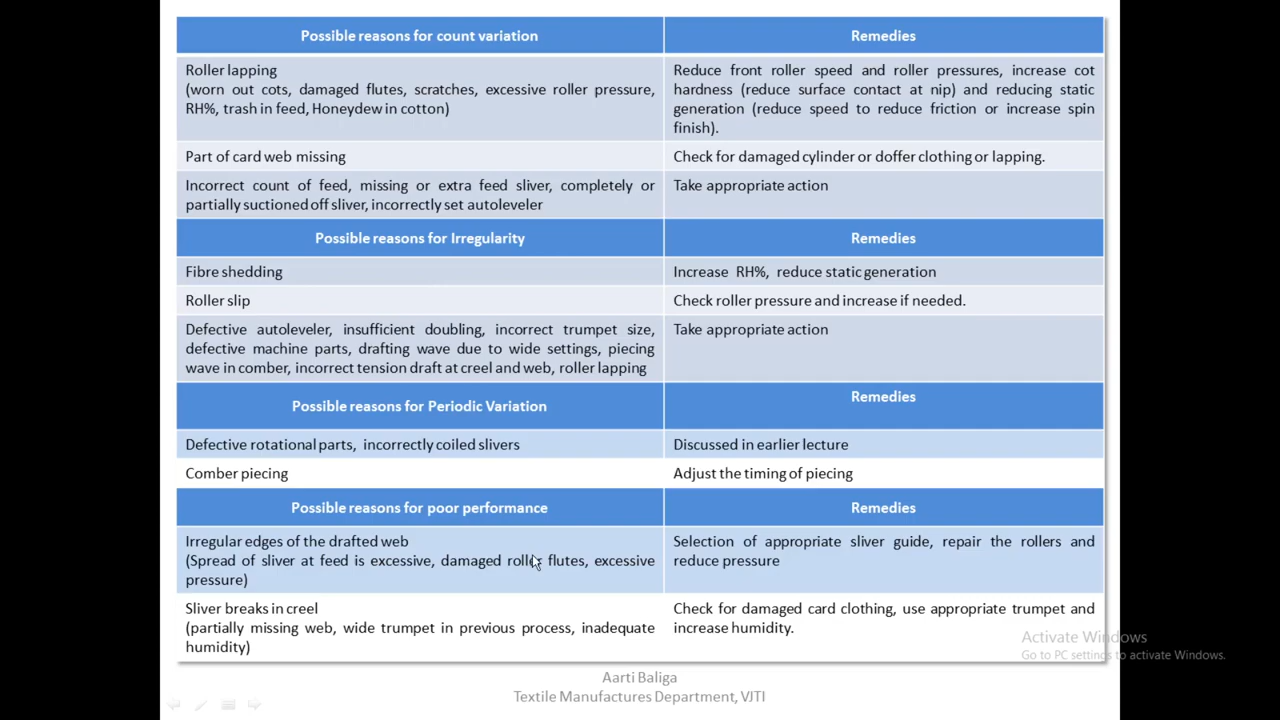 Possible reasons for count variation
Remedies
Roller lapping
(worn out cots, damaged flutes, scratches, excessive roller pressure,
RH%, trash in feed, Honeydew in cotton)
Reduce front roller speed and roller pressures, increase cot
hardness (reduce surface contact at nip) and reducing static
generation (reduce speed to reduce friction or increase spin
finish).
Part of card web missing
Check for damaged cylinder or doffer clothing or lapping.
Incorrect count of feed, missing or extra feed sliver, completely or
partially suctioned off sliver, incorrectly set autoleveler
Take appropriate action
Possible reasons for Irregularity
Remedies
Fibre shedding
Increase RH%, reduce static generation
Roller slip
Check roller pressure and increase if needed.
Defective autoleveler, insufficient doubling, incorrect trumpet size,
defective machine parts, drafting wave due to wide settings, piecing
wave in comber, incorrect tension draft at creel and web, roller lapping
Take appropriate action
Possible reasons for Periodic Variation
Remedies
Defective rotational parts, incorrectly coiled slivers
Discussed in earlier lecture
Comber piecing
Adjust the timing of piecing
Possible reasons for poor performance
Remedies
Irregular edges of the drafted web
(Spread of sliver at feed is excessive, damaged roller flutes, excessive
pressure)
Selection of appropriate sliver guide, repair the rollers and
reduce pressure
Sliver breaks in creel
(partially missing web, wide trumpet in previous process, inadequate
humidity)
Check for damaged card clothing, use appropriate trumpet and
increase humidity.
Activate Windows
Go to PC settings to activate Windows.
Aarti Baliga
Textile Manufactures Department, VJTI